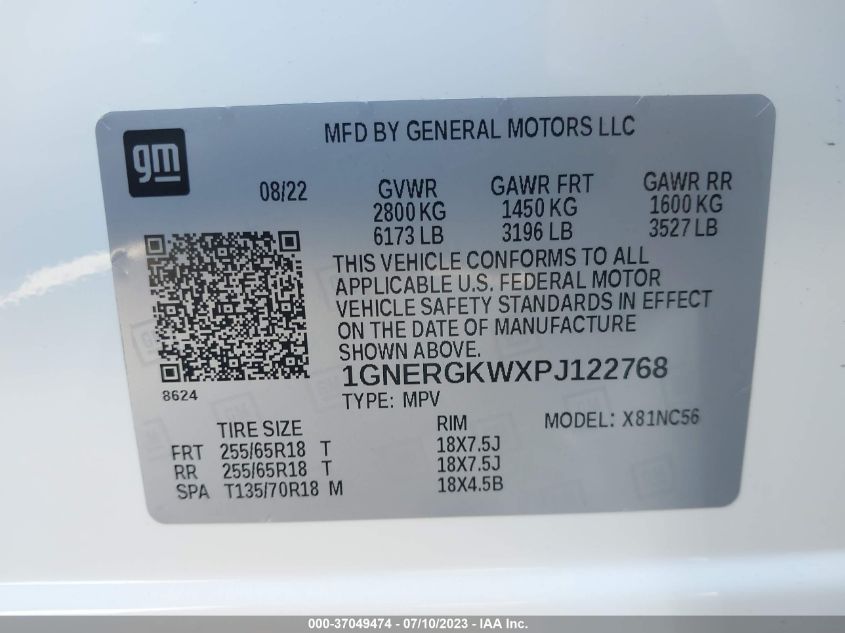 gm
MFD BY GENERAL MOTORS LLC
08/22 GVWR GAWR FRT GAWR RR
2800 KG 1450 KG 1600 KG
6173 LB 3196 LB 3527 LB
THIS VEHICLE CONFORMS TO ALL
APPLICABLE U.S. FEDERAL MOTOR
VEHICLE SAFETY STANDARDS IN EFFECT
ON THE DATE OF MANUFACTURE
SHOWN ABOVE.
1GNERGKWXPJ122768
8624
TYPE: MPV
TIRE SIZE RIM MODEL: X81NC56
FRT 255/65R18 T 18X7.5J
RR 255/65R18 T 18X7.5J
SPA T135/70R18 M 18X4.5B
000-37049474 - 07/10/2023 - IAA Inc.